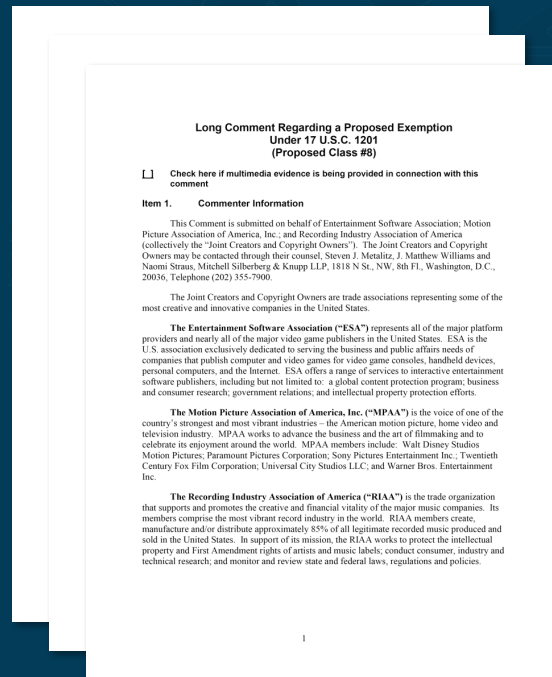 Long Comment Regarding a Proposed Exemption
Under 17 U.S.C. 1201
(Proposed Class #8)
[ ] Check here if multimedia evidence is being provided in connection with this
comment
Item 1. Commenter Information
This Comment is submitted on behalf of Entertainment Software Association; Motion
Picture Association of America, Inc.; and Recording Industry Association of America
(collectively the “Joint Creators and Copyright Owners”). The Joint Creators and Copyright
Owners may be contacted through their counsel, Steven J. Metalitz, J. Matthew Williams and
Naomi Straus, Mitchell Silberberg & Knupp LLP, 1818 N St., NW, 8th Fl., Washington, D.C.,
20036, Telephone (202) 355-7900.
The Joint Creators and Copyright Owners are trade associations representing some of the
most creative and innovative companies in the United States.
The Entertainment Software Association (“ESA”) represents all of the major platform
providers and nearly all of the major video game publishers in the United States. ESA is the
U.S. association exclusively dedicated to serving the business and public affairs needs of
companies that publish computer and video games for video game consoles, handheld devices,
personal computers, and the Internet. ESA offers a range of services to interactive entertainment
software publishers, including but not limited to: a global content protection program; business
and consumer research; government relations; and intellectual property protection efforts.
The Motion Picture Association of America, Inc. (“MPAA”) is the voice of one of the
country’s strongest and most vibrant industries – the American motion picture, home video and
television industry. MPAA works to advance the business and the art of filmmaking and to
celebrate its enjoyment around the world. MPAA members include: Walt Disney Studios
Motion Pictures; Paramount Pictures Corporation; Sony Pictures Entertainment Inc.; Twentieth
Century Fox Film Corporation; Universal City Studios LLC; and Warner Bros. Entertainment
Inc.
The Recording Industry Association of America (“RIAA”) is the trade organization
that supports and promotes the creative and financial vitality of the major music companies. Its
members comprise the most vibrant record industry in the world. RIAA members create,
manufacture and/or distribute approximately 85% of all legitimate recorded music produced and
sold in the United States. In support of its mission, the RIAA works to protect the intellectual
property and First Amendment rights of artists and music labels; conduct consumer, industry and
technical research; and monitor and review state and federal laws, regulations and policies.
1